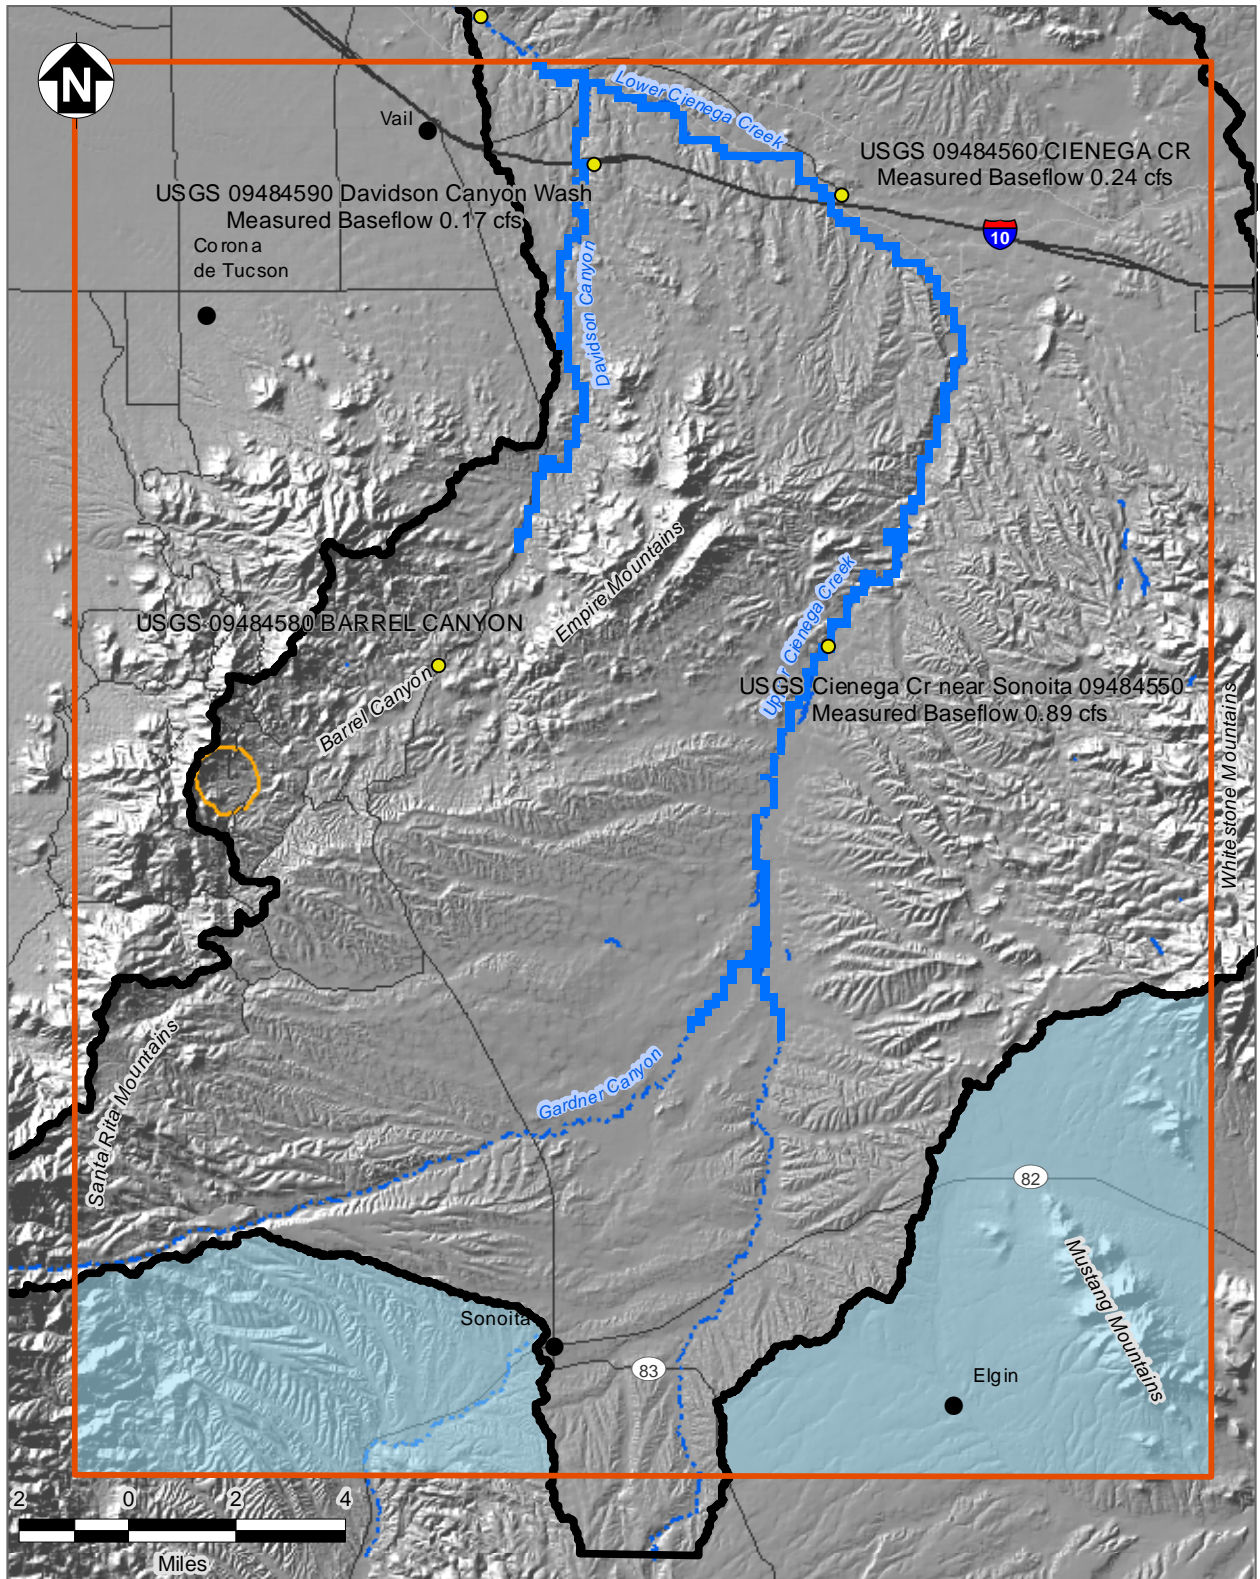 N
Lower Cienega Creek
Vail
USGS 09484560 CIENEGA CR
Measured Baseflow 0.24 cfs
USGS 09484590 Davidson Canyon Wash
Measured Baseflow 0.17 cfs
10
Corona
de Tucson
Davidson Canyon
Empire Mountains
Upper Cienega Creek
USGS 09484580 BARREL CANYON
Barrel Canyon
USGS Cienega Cr near Sonoita 09484550
Measured Baseflow 0.89 cfs
Whitestone Mountains
Santa Rita Mountains
Gardner Canyon
82
Mustang Mountains
Sonoita
83
Elgin
2 0 2 4
Miles